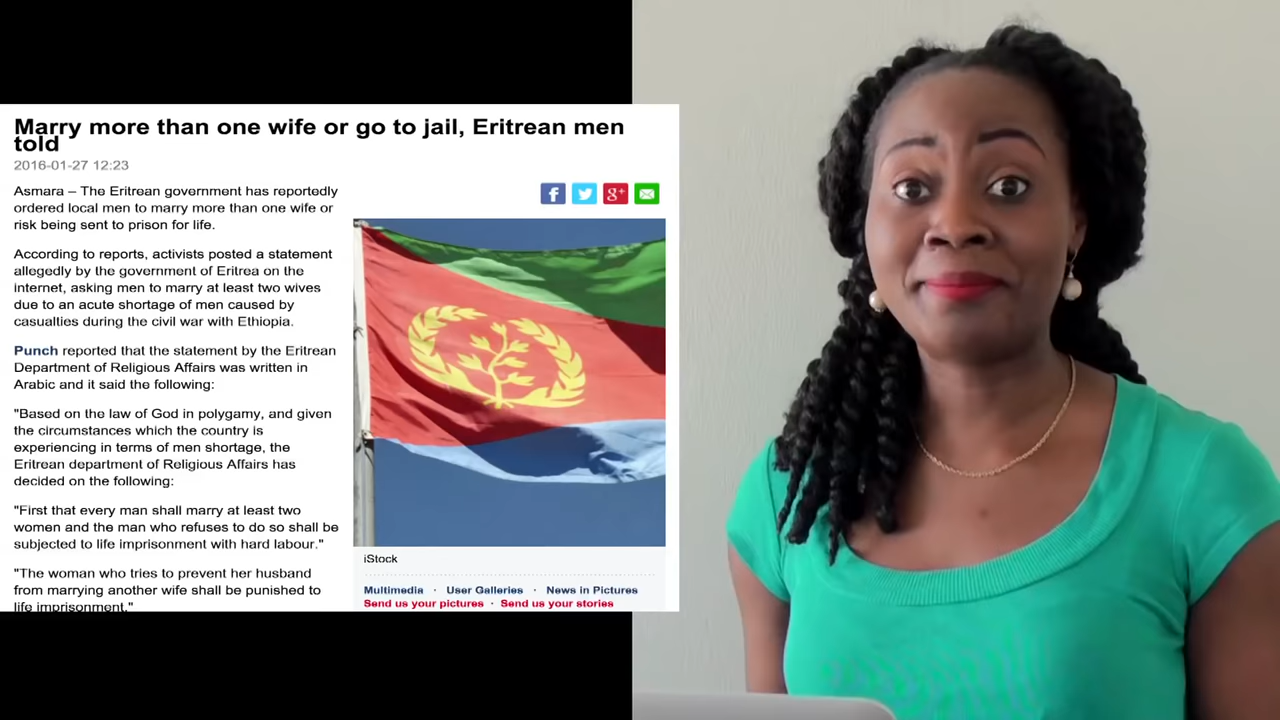 Marry more than one wife or go to jail, Eritrean men
told
2016-01-27 12:23
Asmara – The Eritrean government has reportedly
ordered local men to marry more than one wife or
risk being sent to prison for life.
According to reports, activists posted a statement
allegedly by the government of Eritrea on the
internet, asking men to marry at least two wives
due to an acute shortage of men caused by
casualties during the civil war with Ethiopia.
Punch reported that the statement by the Eritrean
Department of Religious Affairs was written in
Arabic and it said the following:
"Based on the law of God in polygamy, and given
the circumstances which the country is
experiencing in terms of men shortage, the
Eritrean department of Religious Affairs has
decided on the following:
"First that every man shall marry at least two
women and the man who refuses to do so shall be
subjected to life imprisonment with hard labour."
"The woman who tries to prevent her husband
from marrying another wife shall be punished to
life imprisonment."
f
g+
iStock
Multimedia · User Galleries · News in Pictures
Send us your pictures · Send us your stories